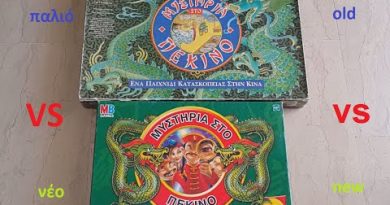 παλιό
old
ΜΥΣΤΗΡΙΑ
ΣΤΟ
ΠΕΚΙΝΟ
ΕΝΑ ΠΑΙΧΝΙΔΙ ΚΑΤΑΣΚΟΠΕΙΑΣ ΣΤΗΝ ΚΙΝΑ
VS
vs
MB
ΜΥΣΤΗΡΙΑ ΣΤΟ
ΠΕΚΙΝΟ
νέο
new